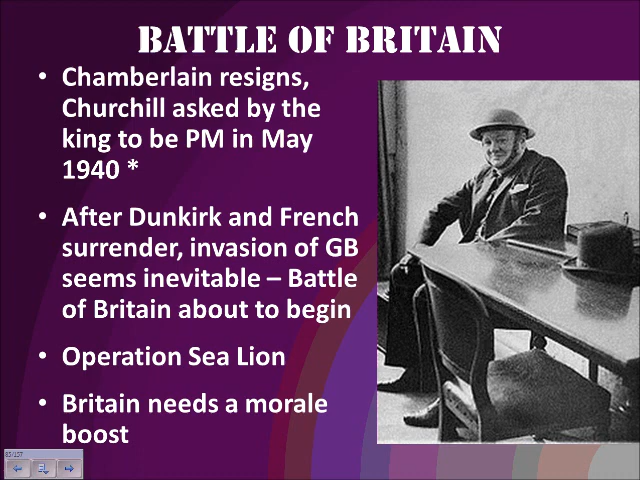 BATTLE OF BRITAIN
• Chamberlain resigns,
Churchill asked by the
king to be PM in May
1940 *
• After Dunkirk and French
surrender, invasion of GB
seems inevitable – Battle
of Britain about to begin
• Operation Sea Lion
• Britain needs a morale
boost
85/157